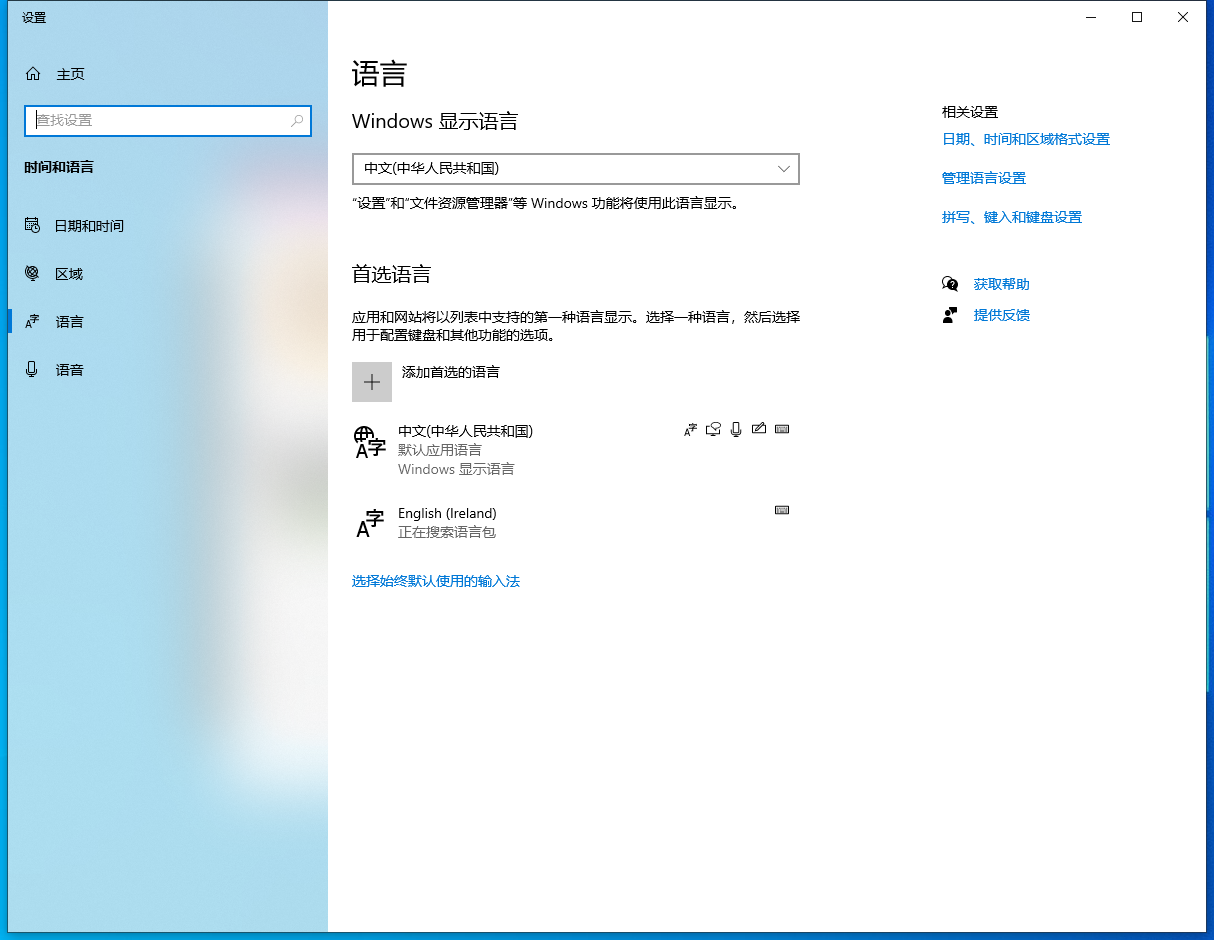 设置
主页
查找设置
时间和语言
日期和时间
区域
语言
语音
语言
Windows 显示语言
中文(中华人民共和国)
“设置”和“文件资源管理器”等 Windows 功能将使用此语言显示。
首选语言
应用和网站将以列表中支持的第一种语言显示。选择一种语言，然后选择
用于配置键盘和其他功能的选项。
添加首选的语言
中文(中华人民共和国)
默认应用语言
Windows 显示语言
English (Ireland)
正在搜索语言包
选择始终默认使用的输入法
相关设置
日期、时间和区域格式设置
管理语言设置
拼写、键入和键盘设置
获取帮助
提供反馈